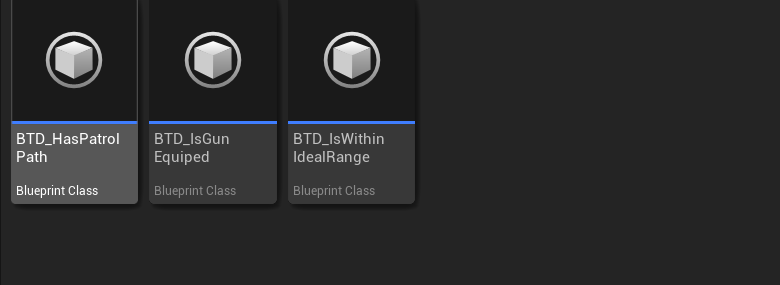 BTD_HasPatrol
Path
Blueprint Class
BTD_IsGun
Equiped
Blueprint Class
BTD_IsWithin
IdealRange
Blueprint Class